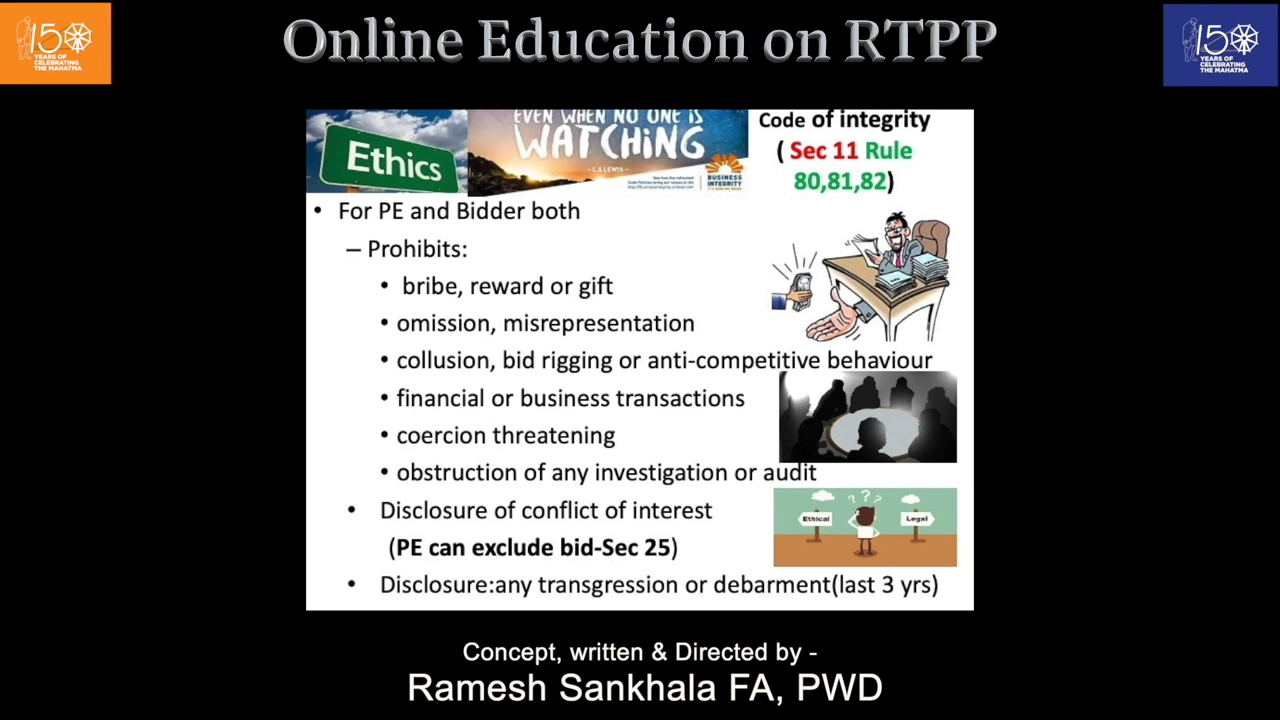 150
YEARS OF
CELEBRATING
THE MAHATMA
Online Education on RTPP
150
YEARS OF
CELEBRATING
THE MAHATMA
Ethics
EVEN WHEN NO ONE IS
WATCHING
- C.S LEWIS -
BUSINESS
INTEGRITY
Code of integrity
( Sec 11 Rule
80,81,82)
• For PE and Bidder both
– Prohibits:
• bribe, reward or gift
• omission, misrepresentation
• collusion, bid rigging or anti-competitive behaviour
• financial or business transactions
• coercion threatening
• obstruction of any investigation or audit
• Disclosure of conflict of interest
(PE can exclude bid-Sec 25)
• Disclosure:any transgression or debarment(last 3 yrs)
? ? ?
Ethical
Legal
Concept, written & Directed by -
Ramesh Sankhala FA, PWD